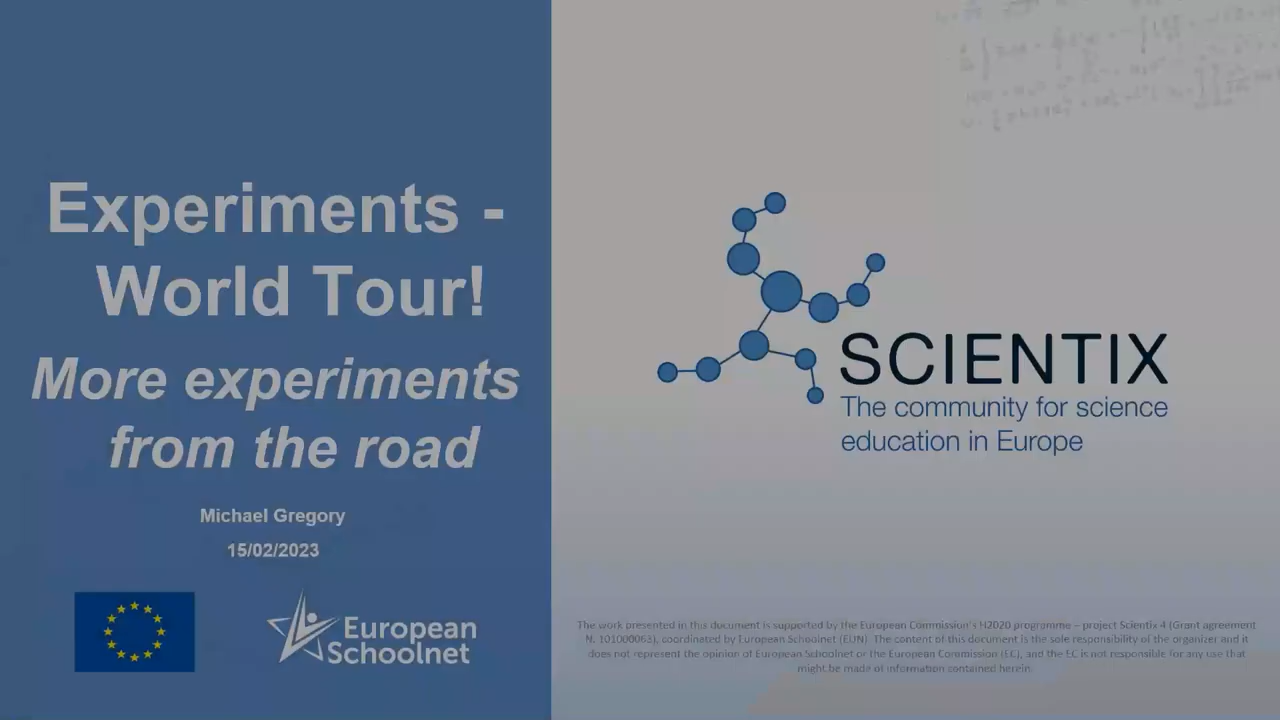 Experiments -
World Tour!
More experiments
from the road
Michael Gregory
15/02/2023
European
Schoolnet
SCIENTIX
The community for science
education in Europe
The work presented in this document is supported by the European Commission's H2020 programme – project Scientix 4 (Grant agreement
N. 101000063), coordinated by European Schoolnet (EUN). The content of this document is the sole responsibility of the organizer and it
does not represent the opinion of European Schoolnet or the European Commission (EC), and the EC is not responsible for any use that
might be made of information contained herein.